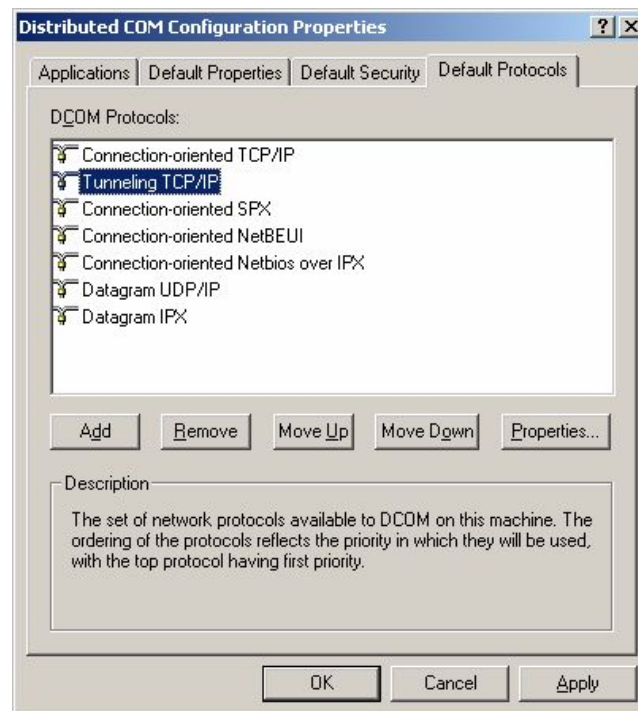 Distributed COM Configuration Properties
? ×
Applications Default Properties Default Security Default Protocols
DCOM Protocols:
Connection-oriented TCP/IP
Tunneling TCP/IP
Connection-oriented SPX
Connection-oriented NetBEUI
Connection-oriented Netbios over IPX
Datagram UDP/IP
Datagram IPX
Add Remove Move Up Move Down Properties...
Description
The set of network protocols available to DCOM on this machine. The
ordering of the protocols reflects the priority in which they will be used,
with the top protocol having first priority.
OK Cancel Apply